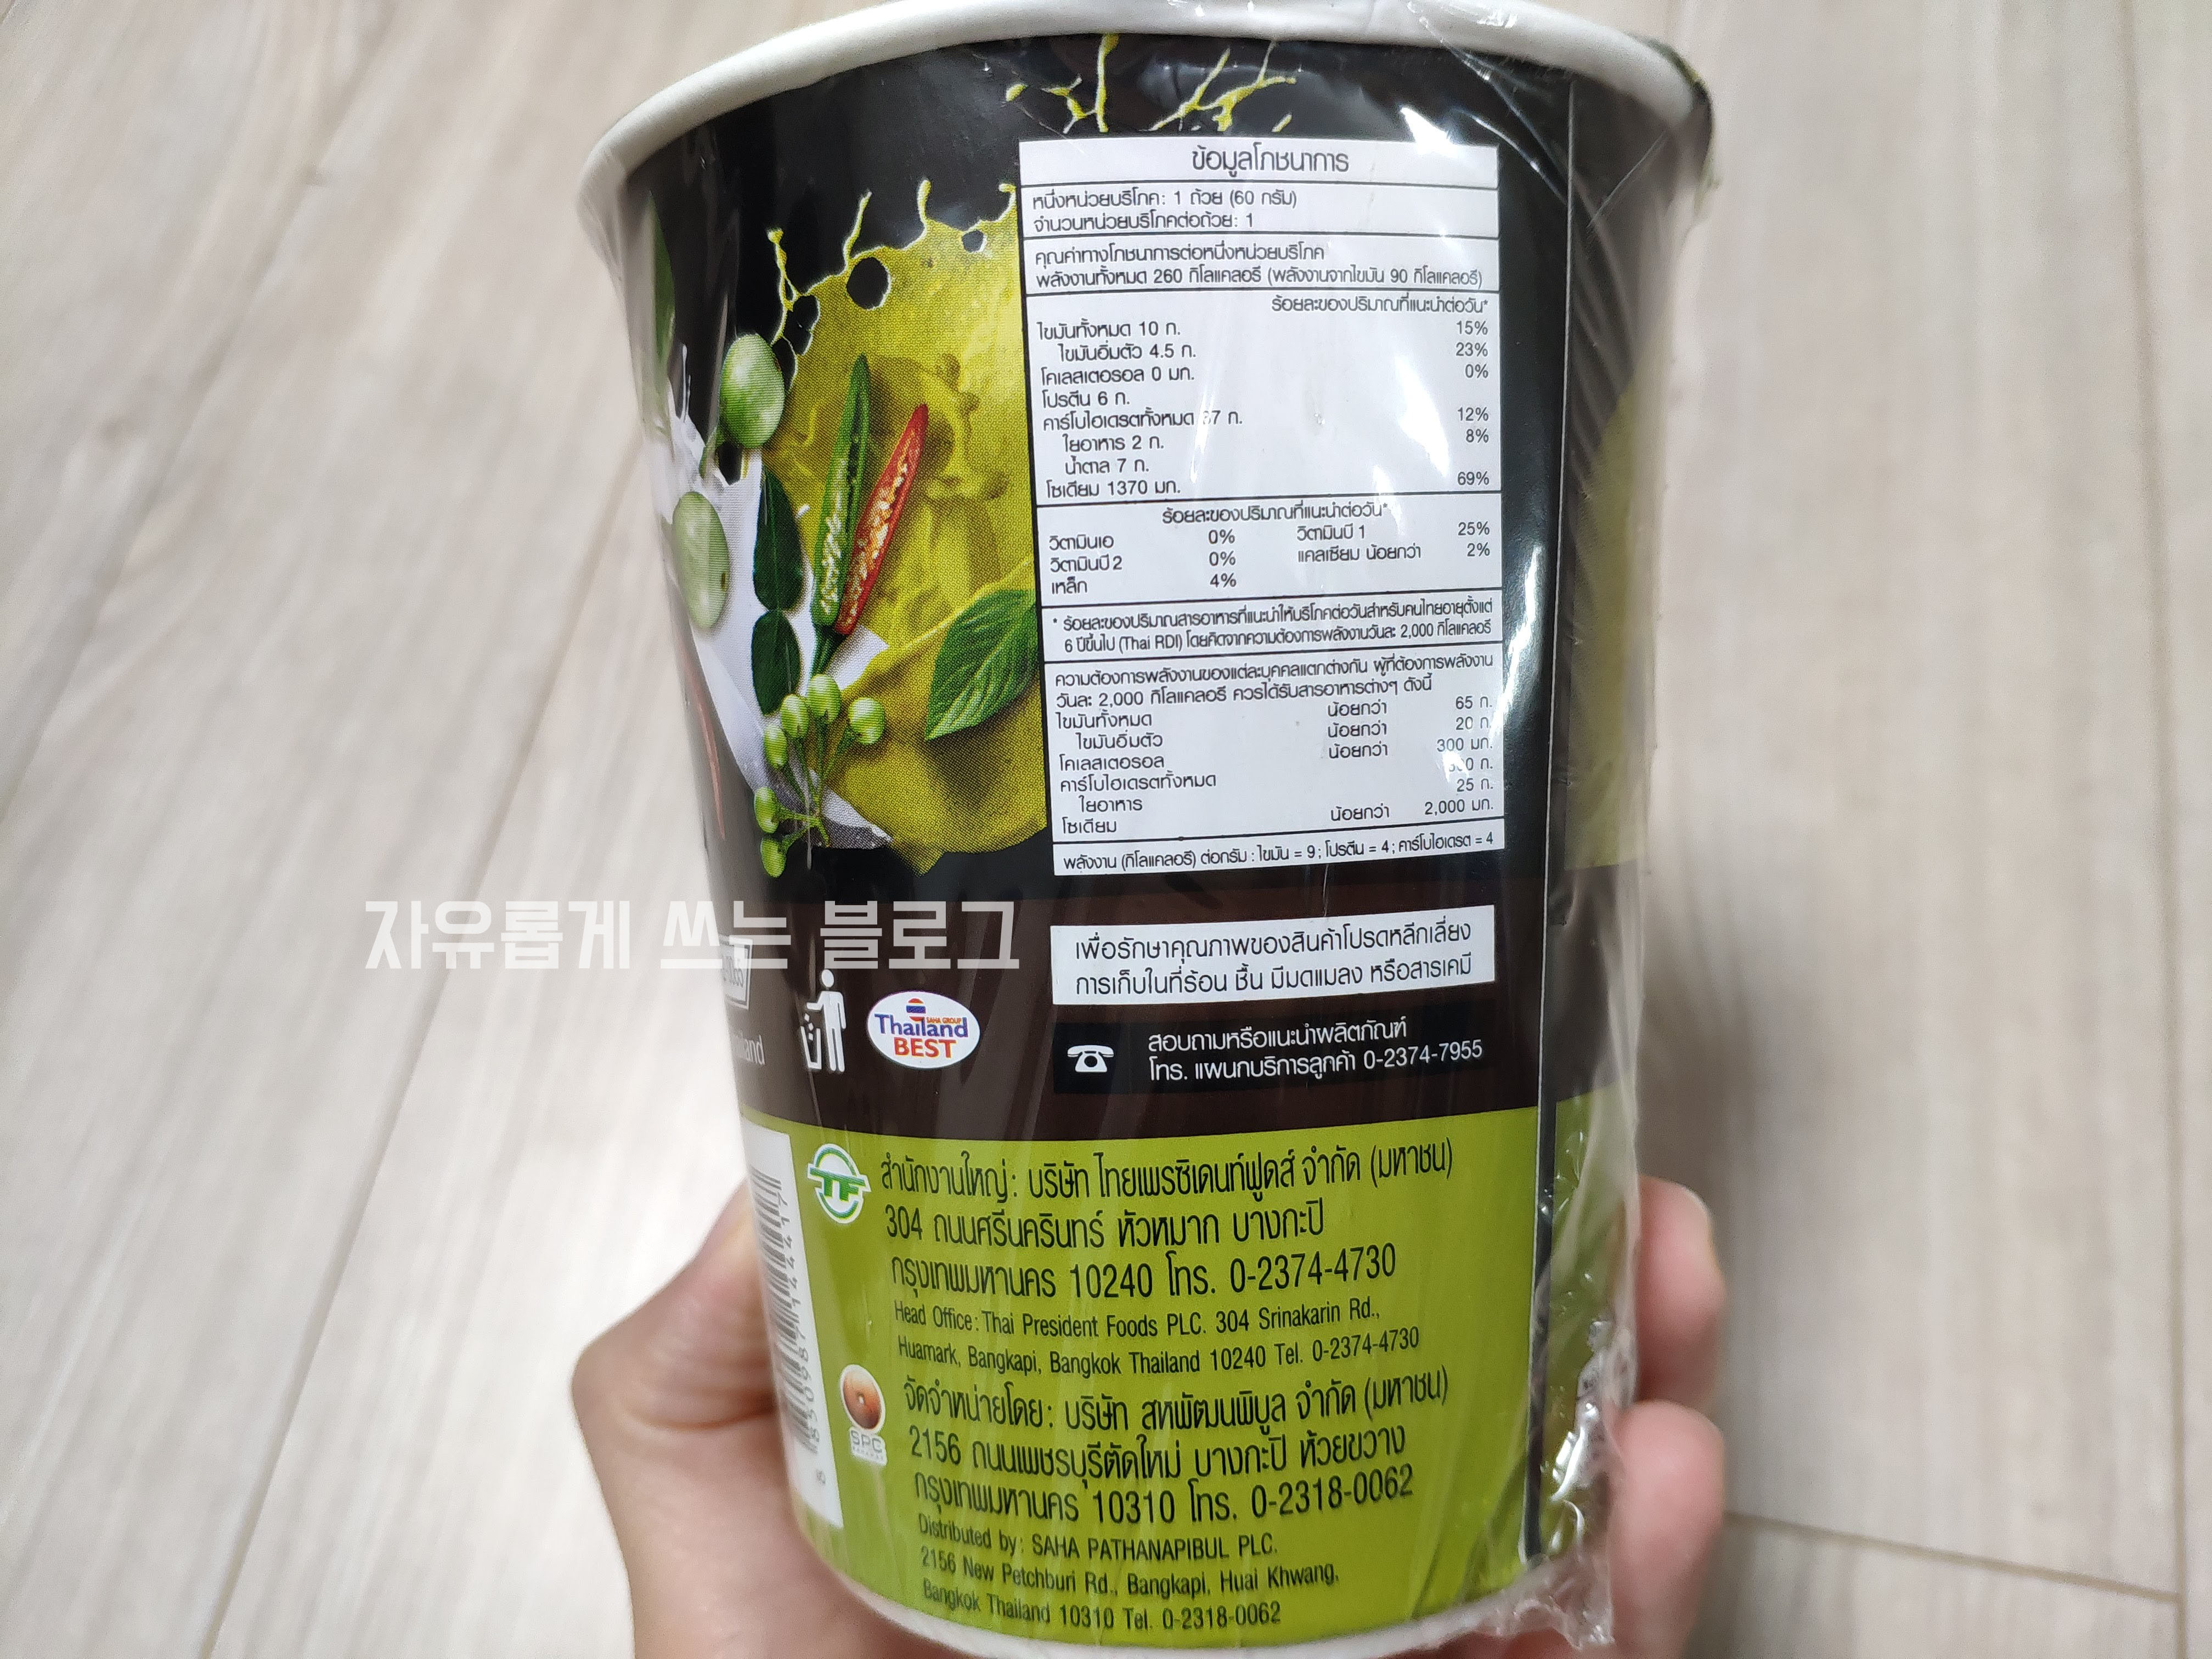 ข้อมูลโภชนาการ
หนึ่งหน่วยบริโภค: 1 ถ้วย (60 กรัม)
จำนวนหน่วยบริโภคต่อถ้วย: 1
คุณค่าทางโภชนาการต่อหนึ่งหน่วยบริโภค
พลังงานทั้งหมด 260 กิโลแคลอรี (พลังงานจากไขมัน 90 กิโลแคลอรี)
ร้อยละของปริมาณที่แนะนำต่อวัน*
ไขมันทั้งหมด 10 ก. 15%
ไขมันอิ่มตัว 4.5 ก. 23%
โคเลสเตอรอล 0 มก. 0%
โปรตีน 6 ก.
คาร์โบไฮเดรตทั้งหมด ก. 12%
ใยอาหาร 2 ก. 8%
น้ำตาล 7 ก.
โซเดียม 1370 มก. 69%
ร้อยละของปริมาณที่แนะนำต่อวัน*
วิตามินเอ 0% วิตามินบี 1 25%
วิตามินบี 2 0% แคลเซียม น้อยกว่า 2%
เหล็ก 4%
* ร้อยละของปริมาณสารอาหารที่แนะนำให้บริโภคต่อวันสำหรับคนไทยอายุตั้งแต่
6 ปีขึ้นไป (Thai RDI) โดยคิดจากความต้องการพลังงานวันละ 2,000 กิโลแคลอรี
ความต้องการพลังงานของแต่ละบุคคลแตกต่างกัน ผู้ที่ต้องการพลังงาน
วันละ 2,000 กิโลแคลอรี ควรได้รับสารอาหารต่างๆ ดังนี้
ไขมันทั้งหมด น้อยกว่า 65 ก.
ไขมันอิ่มตัว น้อยกว่า 20 ก.
โคเลสเตอรอล น้อยกว่า 300 มก.
คาร์โบไฮเดรตทั้งหมด ก.
ใยอาหาร 25 ก.
โซเดียม น้อยกว่า 2,000 มก.
พลังงาน (กิโลแคลอรี) ต่อกรัม : ไขมัน = 9 ; โปรตีน = 4 ; คาร์โบไฮเดรต = 4
자유롭게 쓰는 블로그
เพื่อรักษาคุณภาพของสินค้าโปรดหลีกเลี่ยง
การเก็บในที่ร้อน ชื้น มีมดแมลง หรือสารเคมี
SAHA GROUP
Thailand
BEST
สอบถามหรือแนะนำผลิตภัณฑ์
โทร. แผนกบริการลูกค้า 0-2374-7955
TF
สำนักงานใหญ่: บริษัท ไทยเพรซิเดนท์ฟูดส์ จำกัด (มหาชน)
304 ถนนศรีนครินทร์ หัวหมาก บางกะปิ
กรุงเทพมหานคร 10240 โทร. 0-2374-4730
Head Office: Thai President Foods PLC. 304 Srinakarin Rd.,
Huamark, Bangkapi, Bangkok Thailand 10240 Tel. 0-2374-4730
SPC
จัดจำหน่ายโดย: บริษัท สหพัฒนพิบูล จำกัด (มหาชน)
2156 ถนนเพชรบุรีตัดใหม่ บางกะปิ ห้วยขวาง
กรุงเทพมหานคร 10310 โทร. 0-2318-0062
Distributed by: SAHA PATHANAPIBUL PLC.
2156 New Petchburi Rd., Bangkapi, Huai Khwang,
Bangkok Thailand 10310 Tel. 0-2318-0062